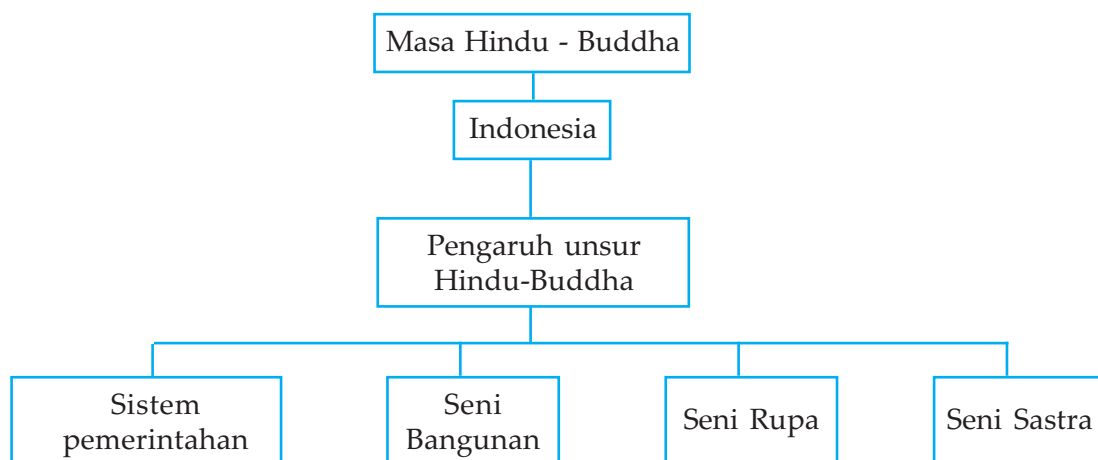 Masa Hindu - Buddha
Indonesia
Pengaruh unsur
Hindu-Buddha
Sistem
pemerintahan
Seni
Bangunan
Seni Rupa
Seni Sastra